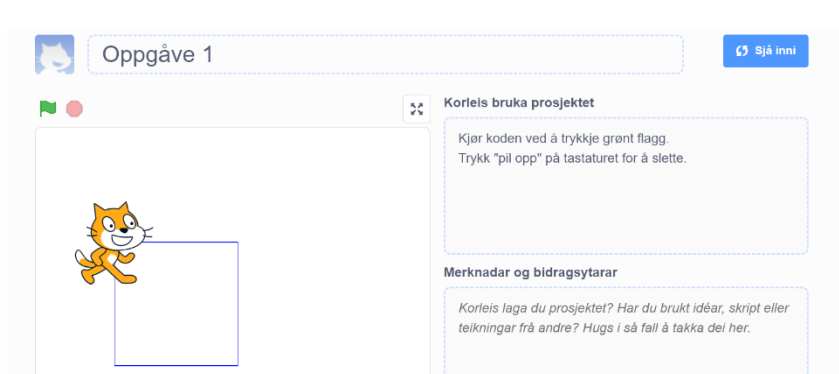 Oppgåve 1
Sjå inni
Korleis bruka prosjektet
Kjør koden ved å trykkje grønt flagg.
Trykk "pil opp" på tastaturet for å slette.
Merknadar og bidragsytarar
Korleis laga du prosjektet? Har du brukt idéar, skript eller
teikningar frå andre? Hugs i så fall å takka dei her.